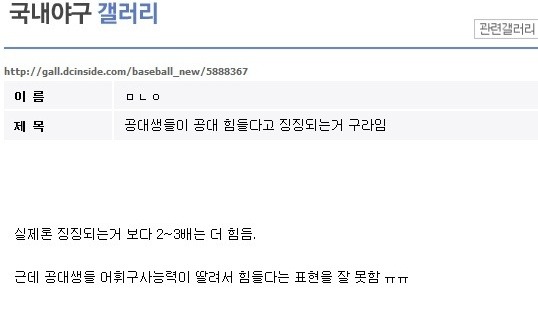 국내야구 갤러리
관련갤러리
http://gall.dcinside.com/baseball_new/5888367
이 름 ㅁㄴㅇ
제 목 공대생들이 공대 힘들다고 징징되는거 구라임
실제론 징징되는거 보다 2~3배는 더 힘듬.
근데 공대생들 어휘구사능력이 딸려서 힘들다는 표현을 잘 못함 ㅠㅠ